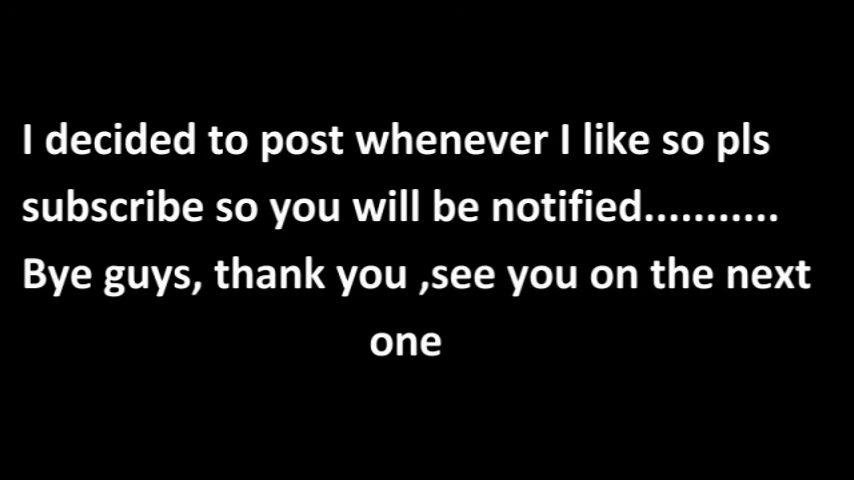 I decided to post whenever I like so pls
subscribe so you will be notified...........
Bye guys, thank you ,see you on the next
one